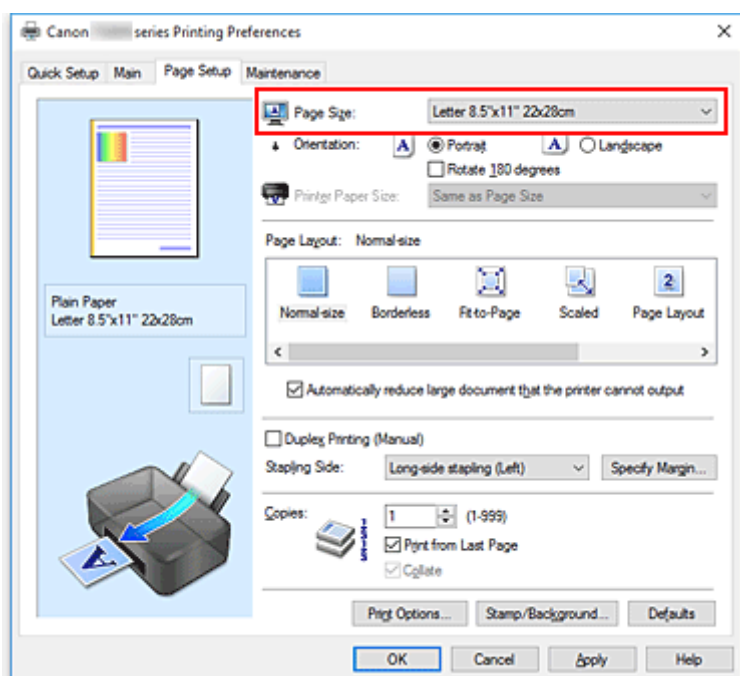 Canon series Printing Preferences
Quick Setup Main Page Setup Maintenance
Page Size: Letter 8.5"x11" 22x28cm
Orientation: A Portrait A Landscape
Rotate 180 degrees
Printer Paper Size: Same as Page Size
Page Layout: Normal-size
2
Normal-size Borderless Fit-to-Page Scaled Page Layout
Plain Paper
Letter 8.5"x11" 22x28cm
Automatically reduce large document that the printer cannot output
Duplex Printing (Manual)
Stapling Side: Long-side stapling (Left) Specify Margin...
Copies: 1 (1-999)
Print from Last Page
Collate
A
Print Options... Stamp/Background... Defaults
OK Cancel Apply Help